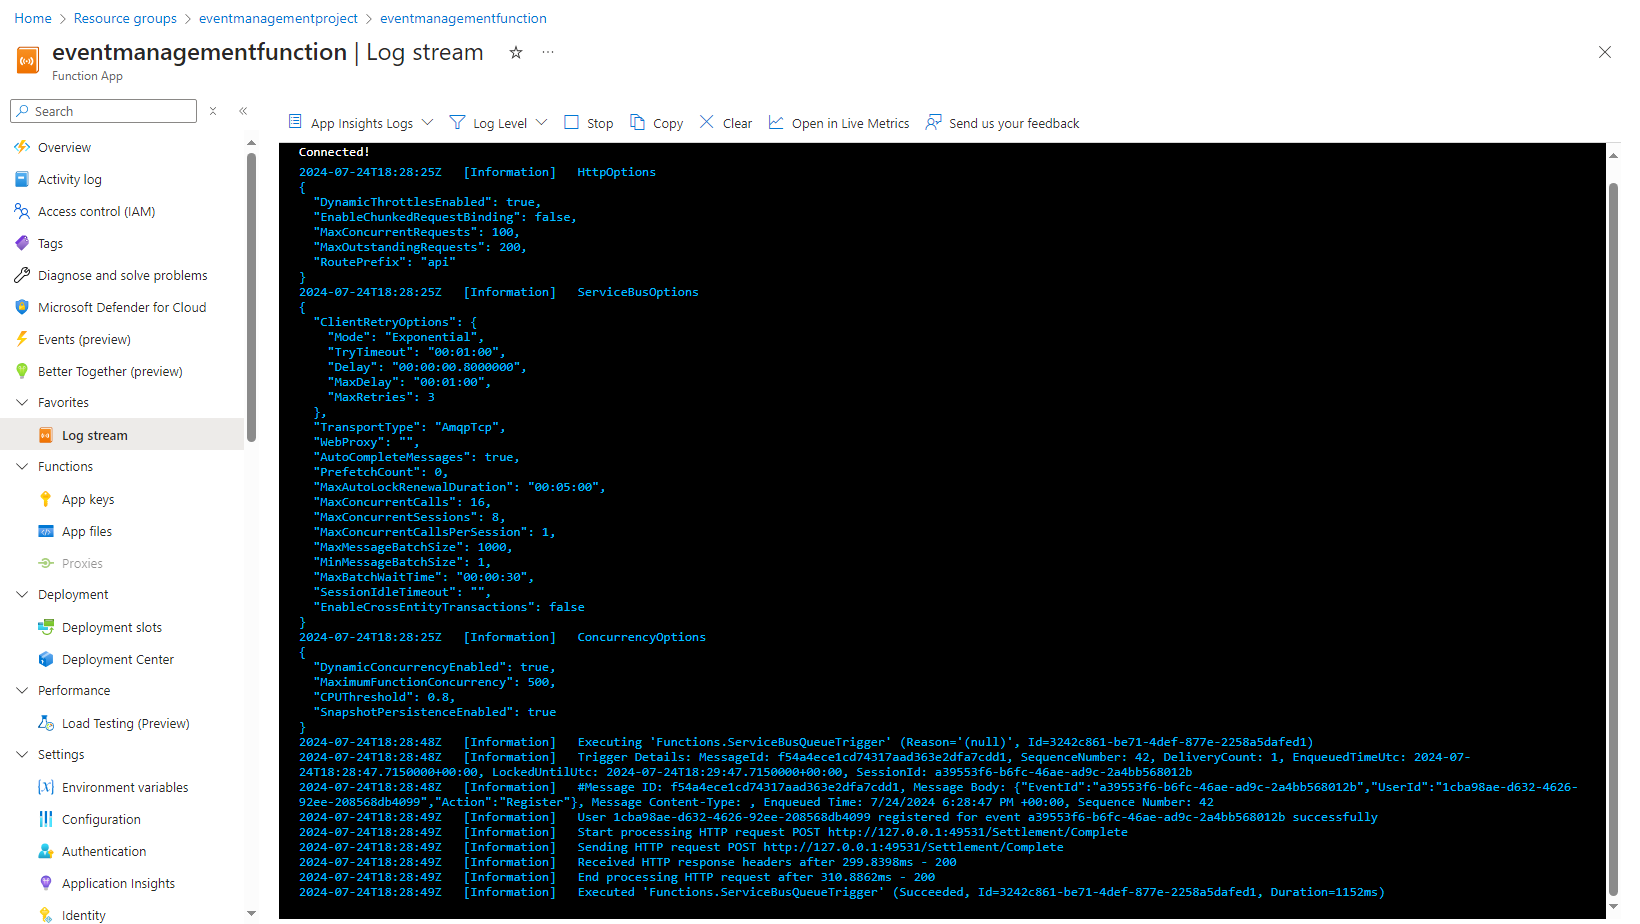 Home > Resource groups > eventmanagementproject > eventmanagementfunction
eventmanagementfunction | Log stream
Function App
Search
Overview
Activity log
Access control (IAM)
Tags
Diagnose and solve problems
Microsoft Defender for Cloud
Events (preview)
Better Together (preview)
Favorites
Log stream
Functions
App keys
App files
Proxies
Deployment
Deployment slots
Deployment Center
Performance
Load Testing (Preview)
Settings
Environment variables
Configuration
Authentication
Application Insights
Identity
App Insights Logs Log Level Stop Copy Clear Open in Live Metrics Send us your feedback
Connected!
2024-07-24T18:28:25Z [Information] HttpOptions
{
"DynamicThrottlesEnabled": true,
"EnableChunkedRequestBinding": false,
"MaxConcurrentRequests": 100,
"MaxOutstandingRequests": 200,
"RoutePrefix": "api"
}
2024-07-24T18:28:25Z [Information] ServiceBusOptions
{
"ClientRetryOptions": {
"Mode": "Exponential",
"TryTimeout": "00:01:00",
"Delay": "00:00:00.8000000",
"MaxDelay": "00:01:00",
"MaxRetries": 3
},
"TransportType": "AmqpTcp",
"WebProxy": "",
"AutoCompleteMessages": true,
"PrefetchCount": 0,
"MaxAutoLockRenewalDuration": "00:05:00",
"MaxConcurrentCalls": 16,
"MaxConcurrentSessions": 8,
"MaxConcurrentCallsPerSession": 1,
"MaxMessageBatchSize": 1000,
"MinMessageBatchSize": 1,
"MaxBatchWaitTime": "00:00:30",
"SessionIdleTimeout": "",
"EnableCrossEntityTransactions": false
}
2024-07-24T18:28:25Z [Information] ConcurrencyOptions
{
"DynamicConcurrencyEnabled": true,
"MaximumFunctionConcurrency": 500,
"CPUThreshold": 0.8,
"SnapshotPersistenceEnabled": true
}
2024-07-24T18:28:48Z [Information] Executing 'Functions.ServiceBusQueueTrigger' (Reason='(null)', Id=3242c861-be71-4def-877e-2258a5dafed1)
2024-07-24T18:28:48Z [Information] Trigger Details: MessageId: f54a4ece1cd74317aad363e2dfa7cdd1, SequenceNumber: 42, DeliveryCount: 1, EnqueuedTimeUtc: 2024-07-
24T18:28:47.7150000+00:00, LockedUntilUtc: 2024-07-24T18:29:47.7150000+00:00, SessionId: a39553f6-b6fc-46ae-ad9c-2a4bb568012b
2024-07-24T18:28:48Z [Information] #Message ID: f54a4ece1cd74317aad363e2dfa7cdd1, Message Body: {"EventId":"a39553f6-b6fc-46ae-ad9c-2a4bb568012b","UserId":"1cba98ae-d632-4626-
92ee-208568db4099","Action":"Register"}, Message Content-Type: , Enqueued Time: 7/24/2024 6:28:47 PM +00:00, Sequence Number: 42
2024-07-24T18:28:49Z [Information] User 1cba98ae-d632-4626-92ee-208568db4099 registered for event a39553f6-b6fc-46ae-ad9c-2a4bb568012b successfully
2024-07-24T18:28:49Z [Information] Start processing HTTP request POST http://127.0.0.1:49531/Settlement/Complete
2024-07-24T18:28:49Z [Information] Sending HTTP request POST http://127.0.0.1:49531/Settlement/Complete
2024-07-24T18:28:49Z [Information] Received HTTP response headers after 299.8398ms - 200
2024-07-24T18:28:49Z [Information] End processing HTTP request after 310.8862ms - 200
2024-07-24T18:28:49Z [Information] Executed 'Functions.ServiceBusQueueTrigger' (Succeeded, Id=3242c861-be71-4def-877e-2258a5dafed1, Duration=1152ms)